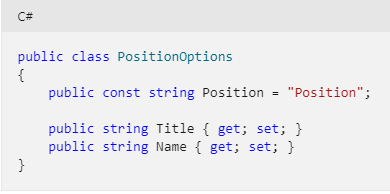 C#
public class PositionOptions
{
    public const string Position = "Position";
    public string Title { get; set; }
    public string Name { get; set; }
}